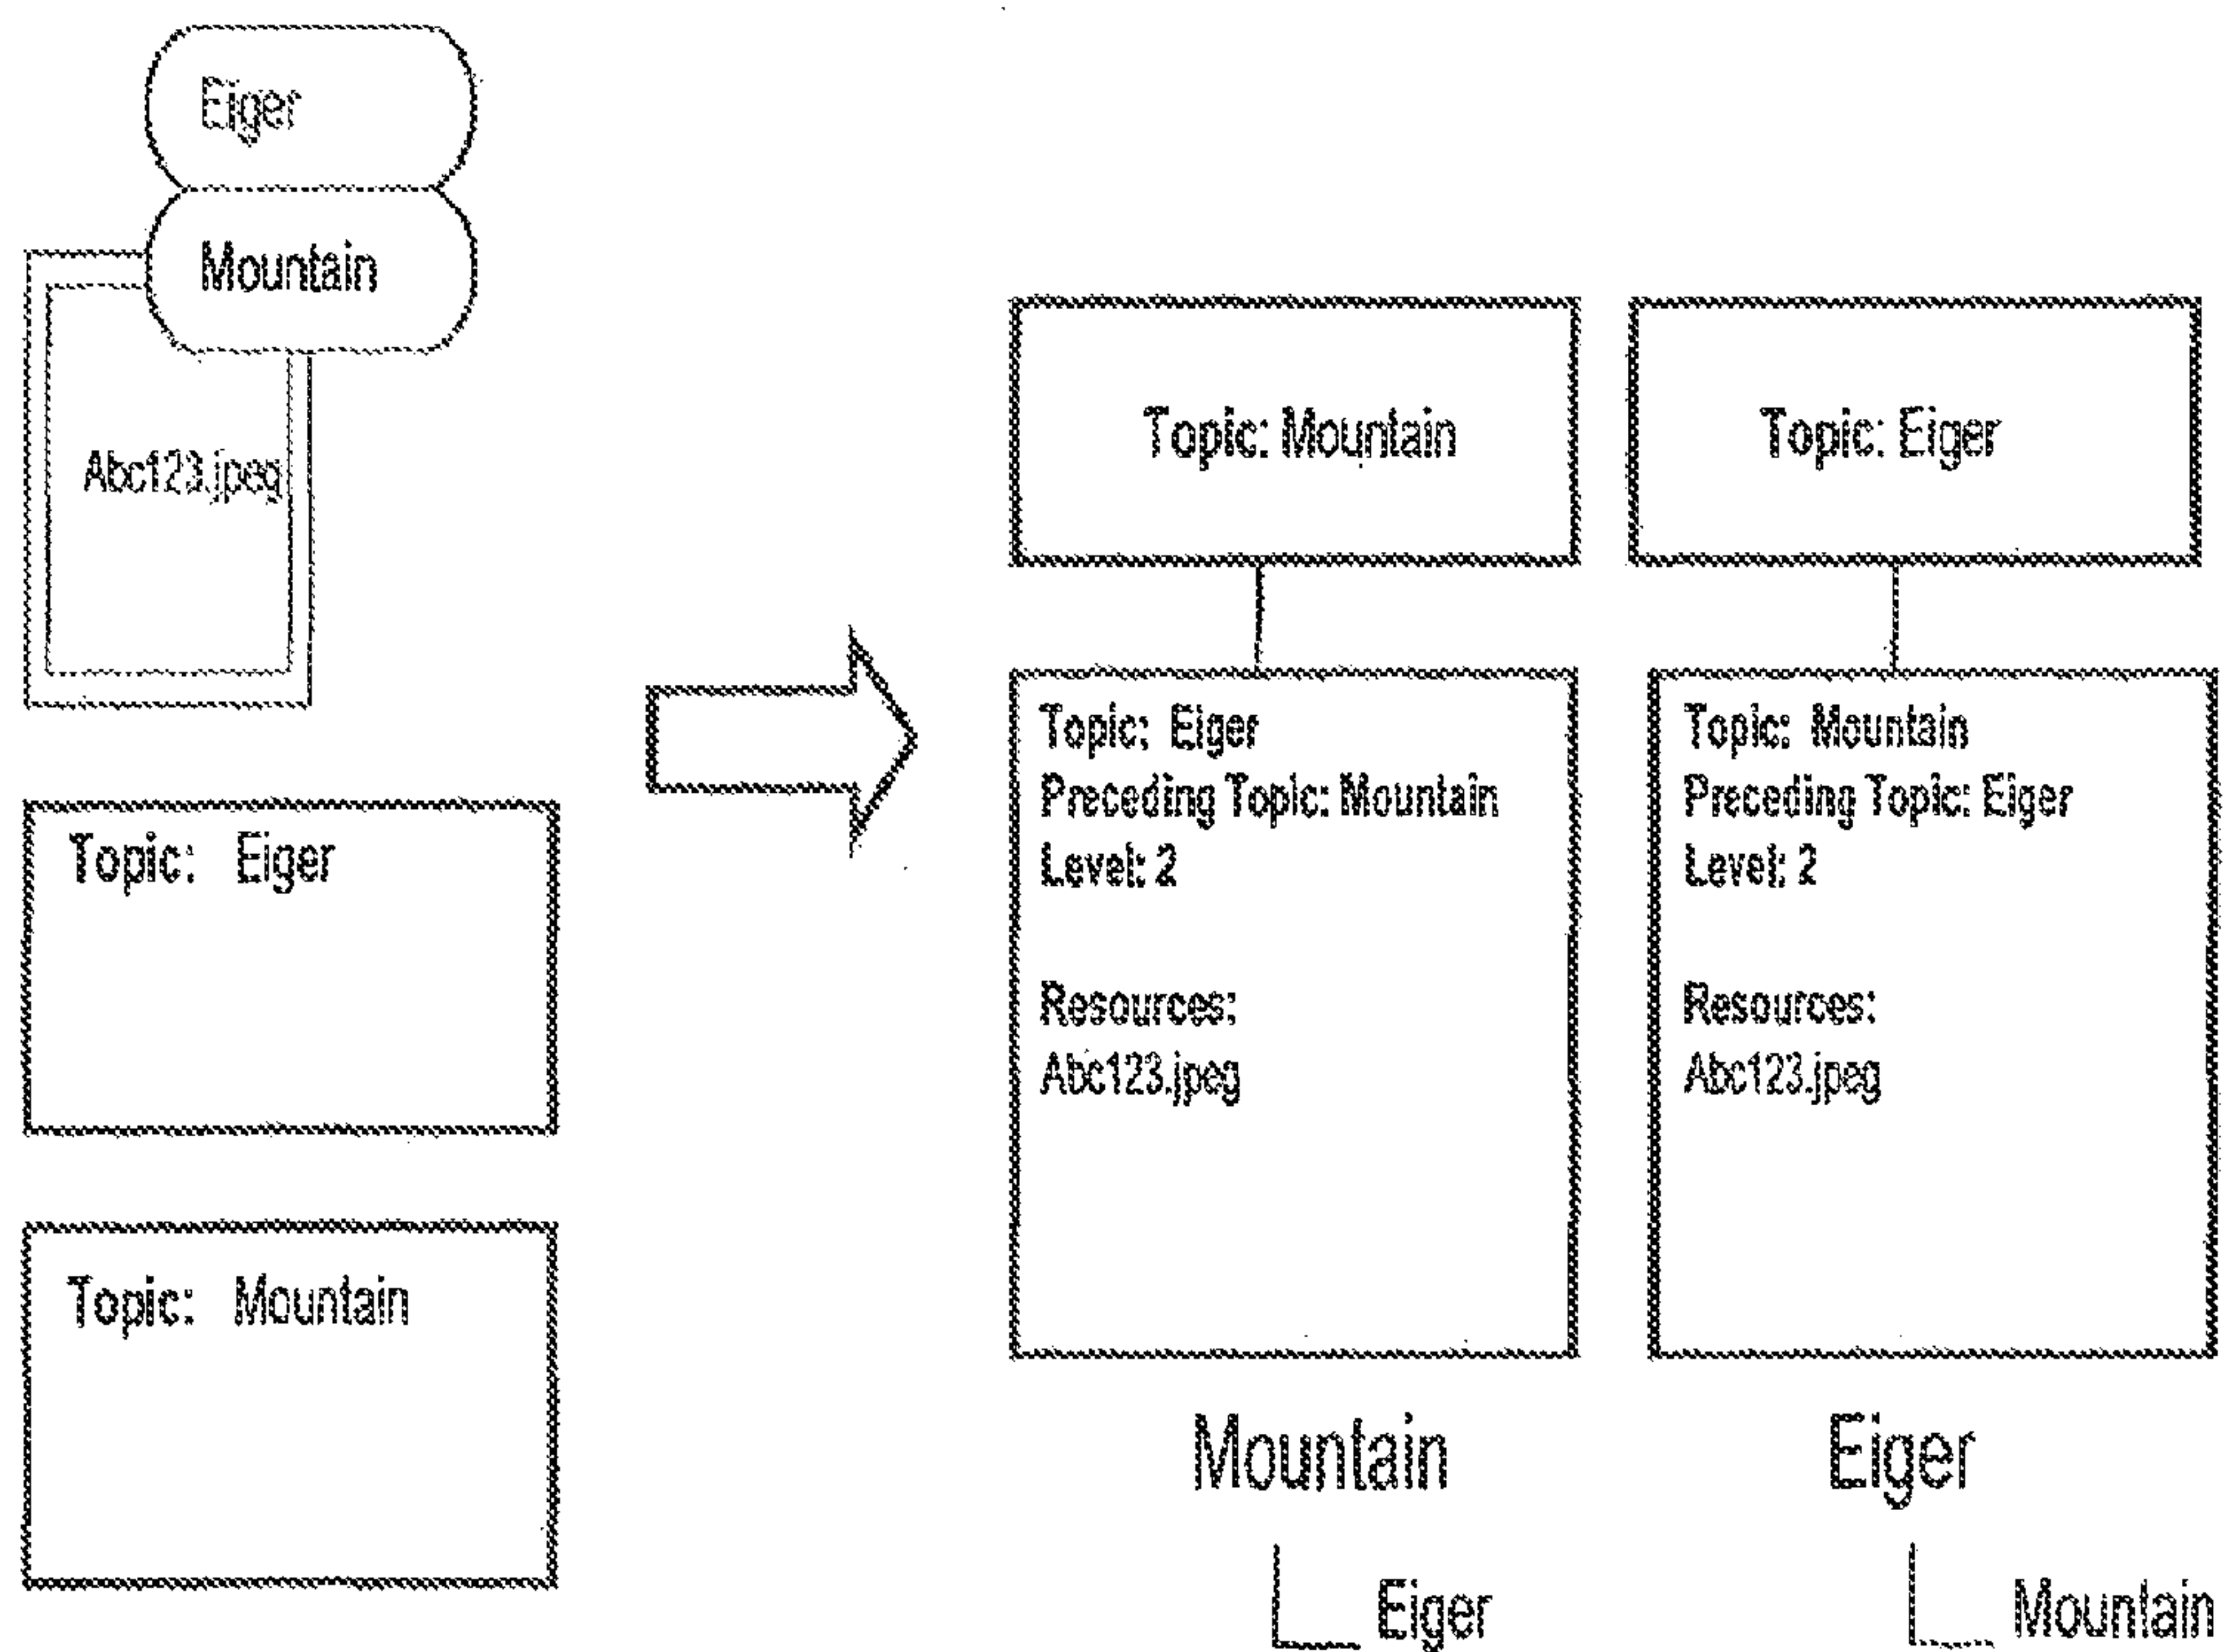 Eiger
Mountain
Abc123.jpeg
Topic: Eiger
Topic: Mountain
Topic: Mountain
Topic: Eiger
Preceding Topic: Mountain
Level: 2
Resources:
Abc123.jpeg
Mountain
Eiger
Topic: Eiger
Topic: Mountain
Preceding Topic: Eiger
Level: 2
Resources:
Abc123.jpeg
Eiger
Mountain